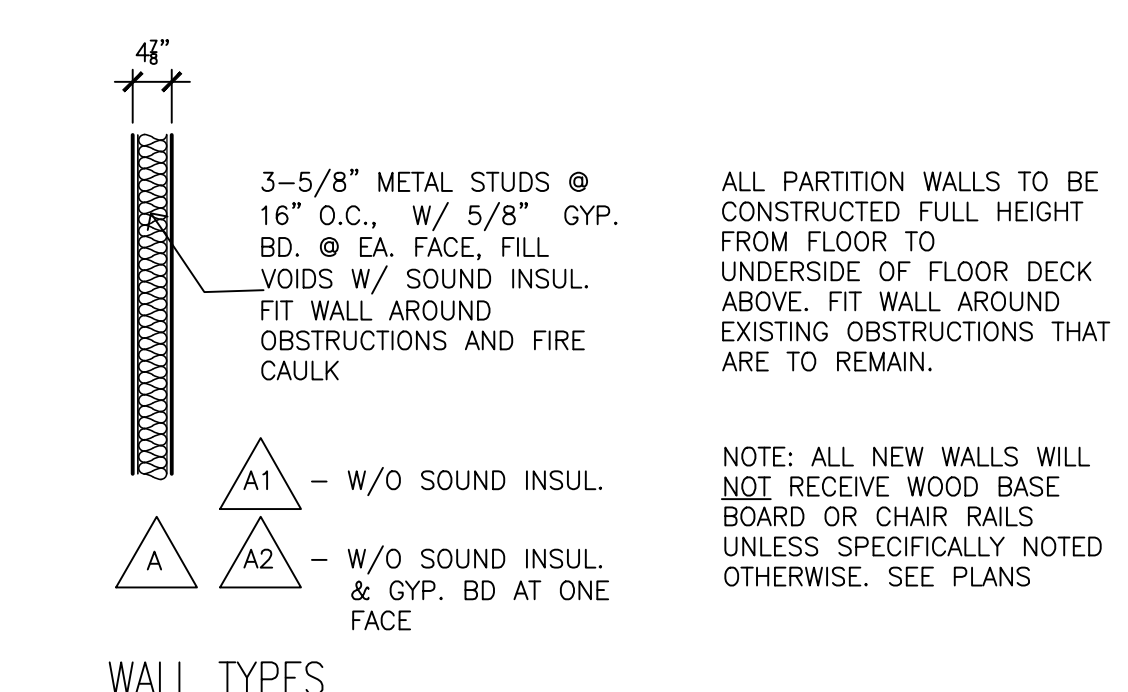 4 7/8"
3-5/8" METAL STUDS @
16" O.C., W/ 5/8" GYP.
BD. @ EA. FACE, FILL
VOIDS W/ SOUND INSUL.
FIT WALL AROUND
OBSTRUCTIONS AND FIRE
CAULK
A1 - W/O SOUND INSUL.
A
A2 - W/O SOUND INSUL.
& GYP. BD AT ONE
FACE
ALL PARTITION WALLS TO BE
CONSTRUCTED FULL HEIGHT
FROM FLOOR TO
UNDERSIDE OF FLOOR DECK
ABOVE. FIT WALL AROUND
EXISTING OBSTRUCTIONS THAT
ARE TO REMAIN.
NOTE: ALL NEW WALLS WILL
NOT RECEIVE WOOD BASE
BOARD OR CHAIR RAILS
UNLESS SPECIFICALLY NOTED
OTHERWISE. SEE PLANS
WALL TYPES